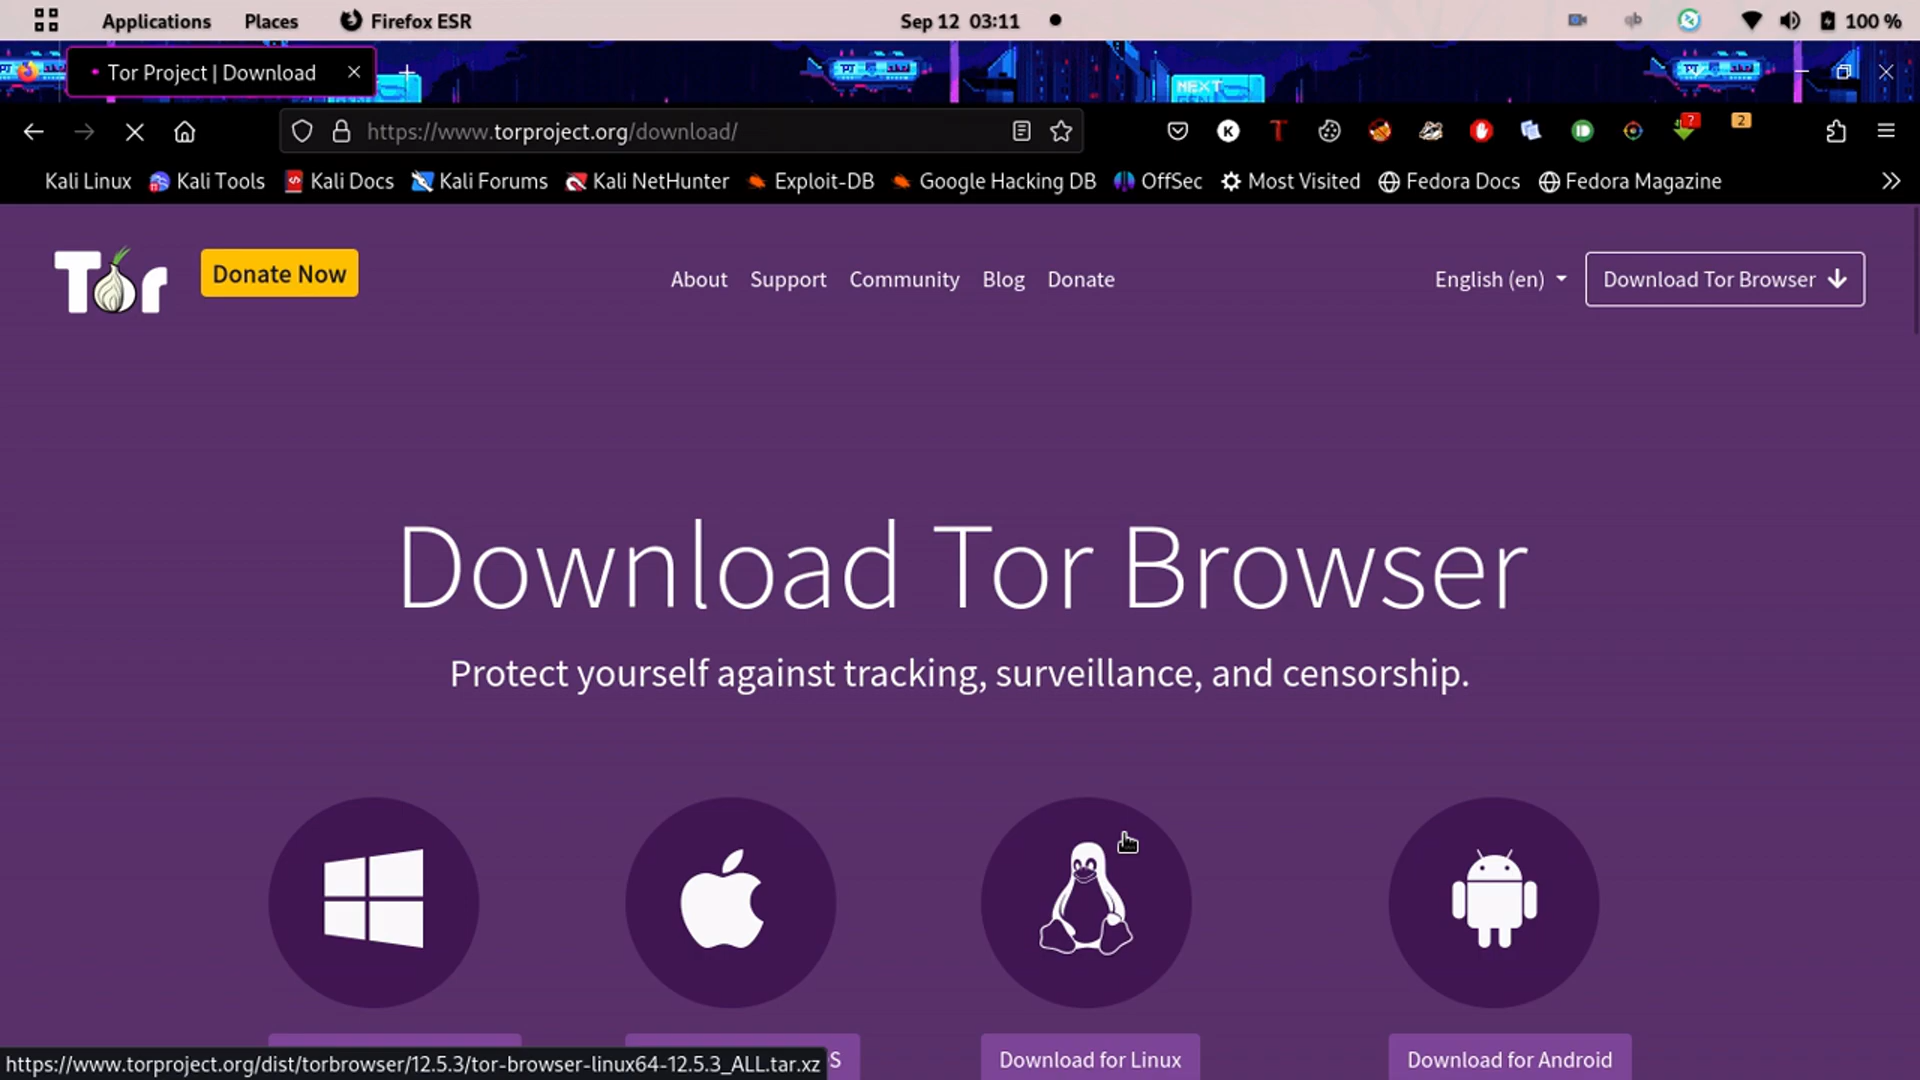 Applications Places Firefox ESR Sep 12 03:11 qb 100 %
Tor Project | Download
NEXT
https://www.torproject.org/download/ K T ? 2
Kali Linux Kali Tools Kali Docs Kali Forums Kali NetHunter Exploit-DB Google Hacking DB OffSec Most Visited Fedora Docs Fedora Magazine
Tor Donate Now About Support Community Blog Donate English (en) Download Tor Browser
Download Tor Browser
Protect yourself against tracking, surveillance, and censorship.
S Download for Linux Download for Android
https://www.torproject.org/dist/torbrowser/12.5.3/tor-browser-linux64-12.5.3_ALL.tar.xz